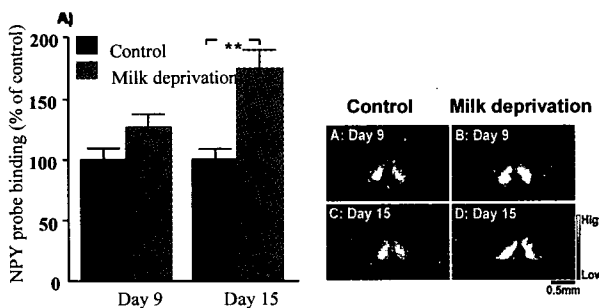 A)
NPY probe binding (% of control)
200
150
100
50
0
Control
Milk deprivation
**
Day 9
Day 15
Control
Milk deprivation
A: Day 9
B: Day 9
C: Day 15
D: Day 15
Hig
Low
0.5mm